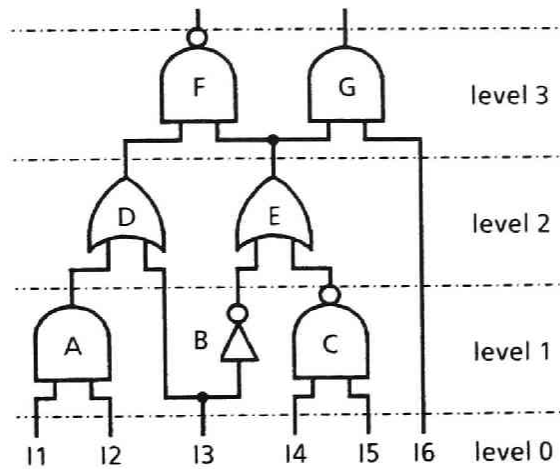 F G level 3
D E level 2
A B C level 1
I1 I2 I3 I4 I5 I6 level 0